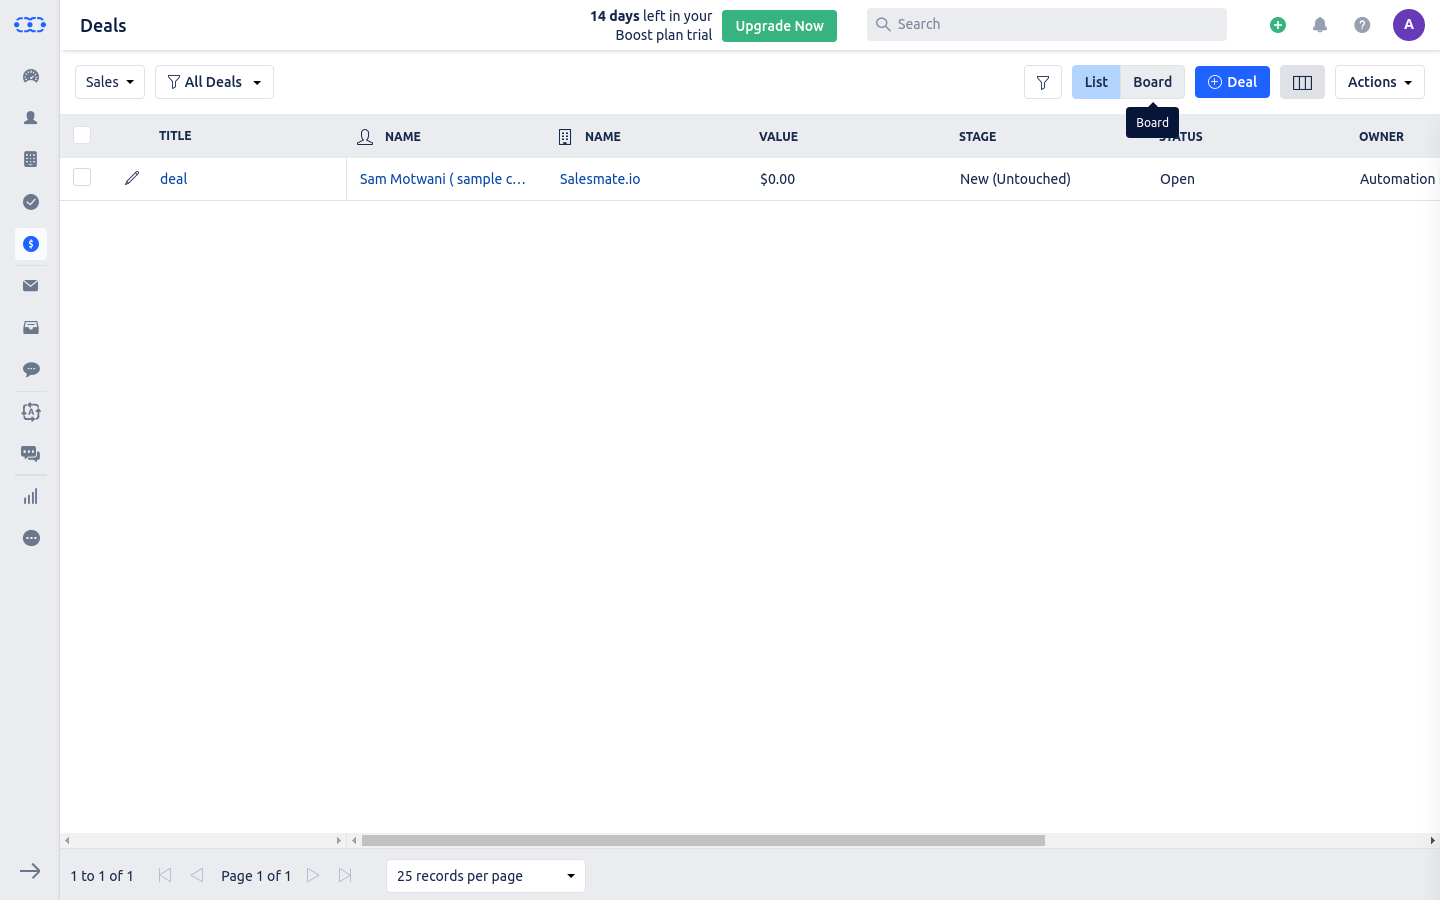 Deals
14 days left in your
Boost plan trial
Upgrade Now
Search
A
Sales
All Deals
List
Board
Deal
Actions
Board
TITLE
NAME
NAME
VALUE
STAGE
STATUS
OWNER
deal
Sam Motwani ( sample c...
Salesmate.io
$0.00
New (Untouched)
Open
Automation
1 to 1 of 1
Page 1 of 1
25 records per page